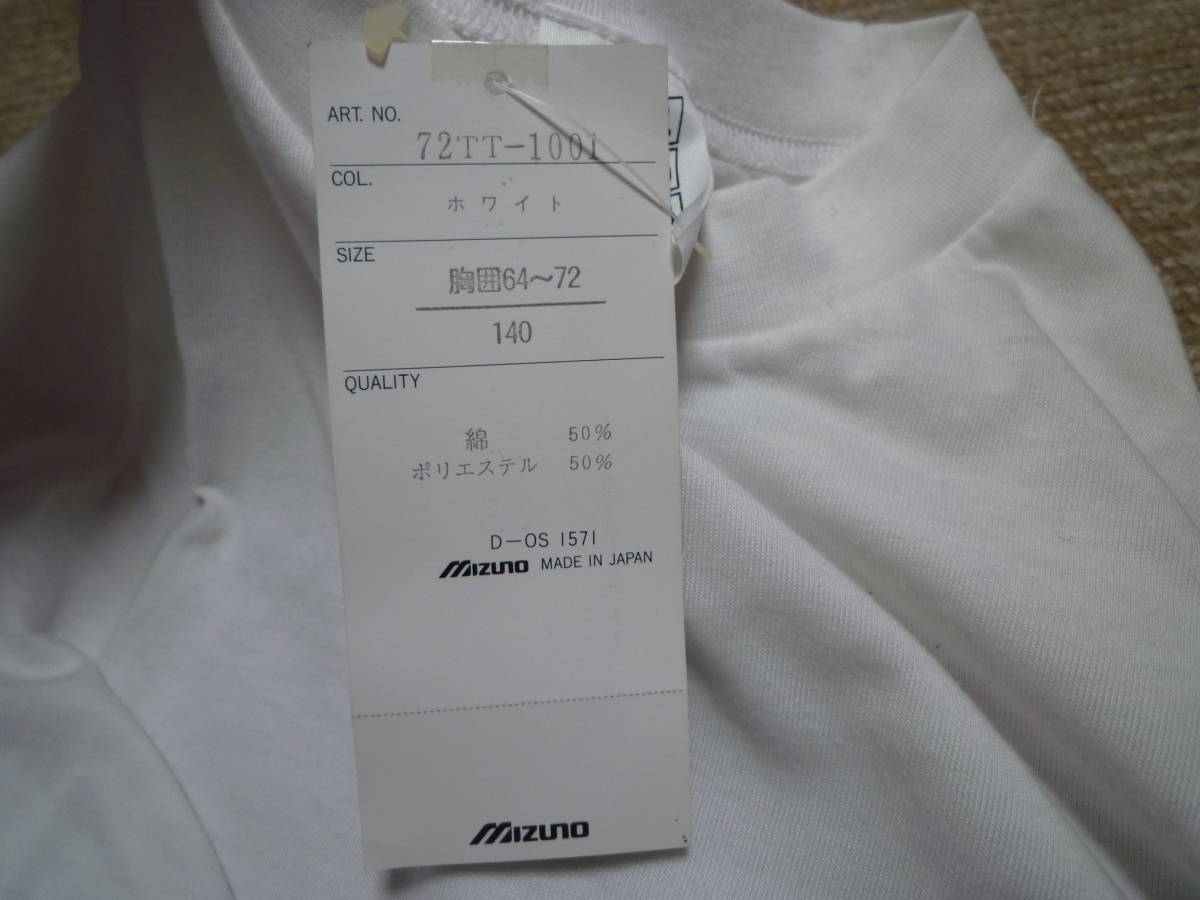 ART. NO.
72TT-1001
COL.
ホワイト
SIZE
胸囲64～72
140
QUALITY
綿 50%
ポリエステル 50%
D-OS 1571
MIZUNO MADE IN JAPAN
MIZUNO